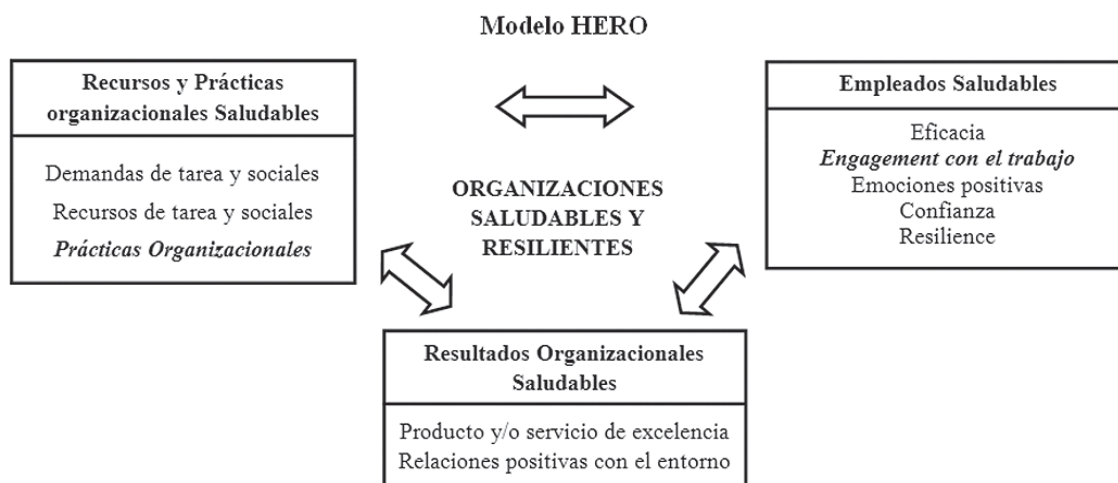 Modelo HERO
Recursos y Prácticas
organizacionales Saludables
Demandas de tarea y sociales
Recursos de tarea y sociales
Prácticas Organizacionales
ORGANIZACIONES
SALUDABLES Y
RESILIENTES
Empleados Saludables
Eficacia
Engagement con el trabajo
Emociones positivas
Confianza
Resilience
Resultados Organizacionales
Saludables
Producto y/o servicio de excelencia
Relaciones positivas con el entorno